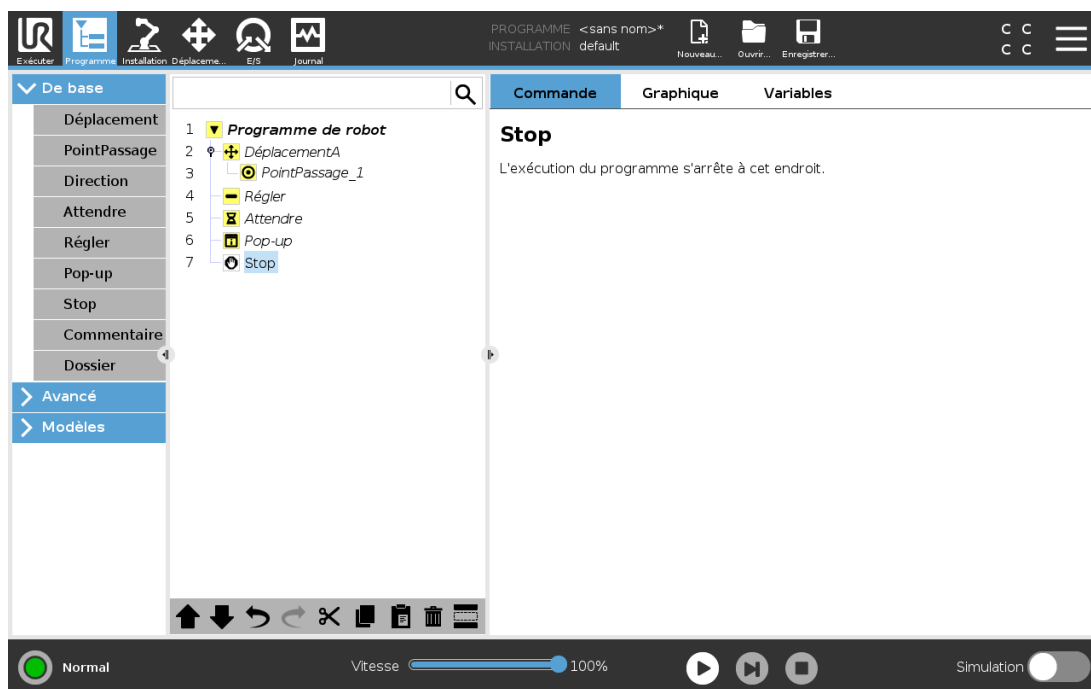 UR
Exécuter
Programme
Installation
Déplaceme...
E/S
Journal
PROGRAMME <sans nom>*
INSTALLATION default
Nouveau...
Ouvrir...
Enregistrer...
C C
C C
De base
Déplacement
PointPassage
Direction
Attendre
Régler
Pop-up
Stop
Commentaire
Dossier
Avancé
Modèles
1 Programme de robot
2 DéplacementA
3 PointPassage_1
4 Régler
5 Attendre
6 Pop-up
7 Stop
Commande Graphique Variables
Stop
L'exécution du programme s'arrête à cet endroit.
Normal
Vitesse 100%
Simulation